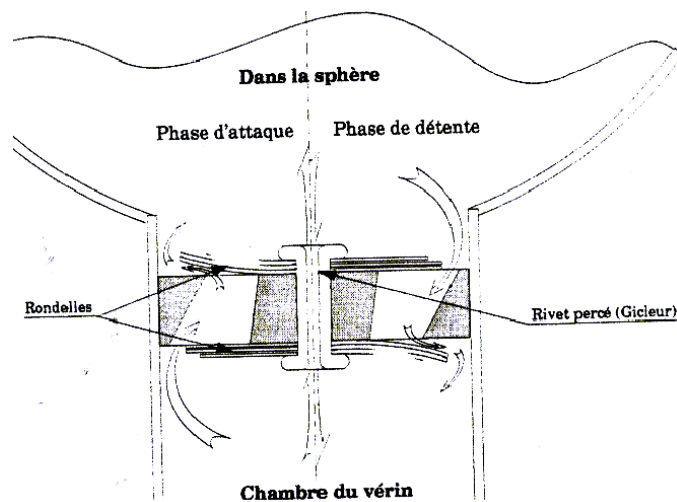 Dans la sphère
Phase d'attaque
Phase de détente
Rondelles
Rivet percé (Gicleur)
Chambre du vérin